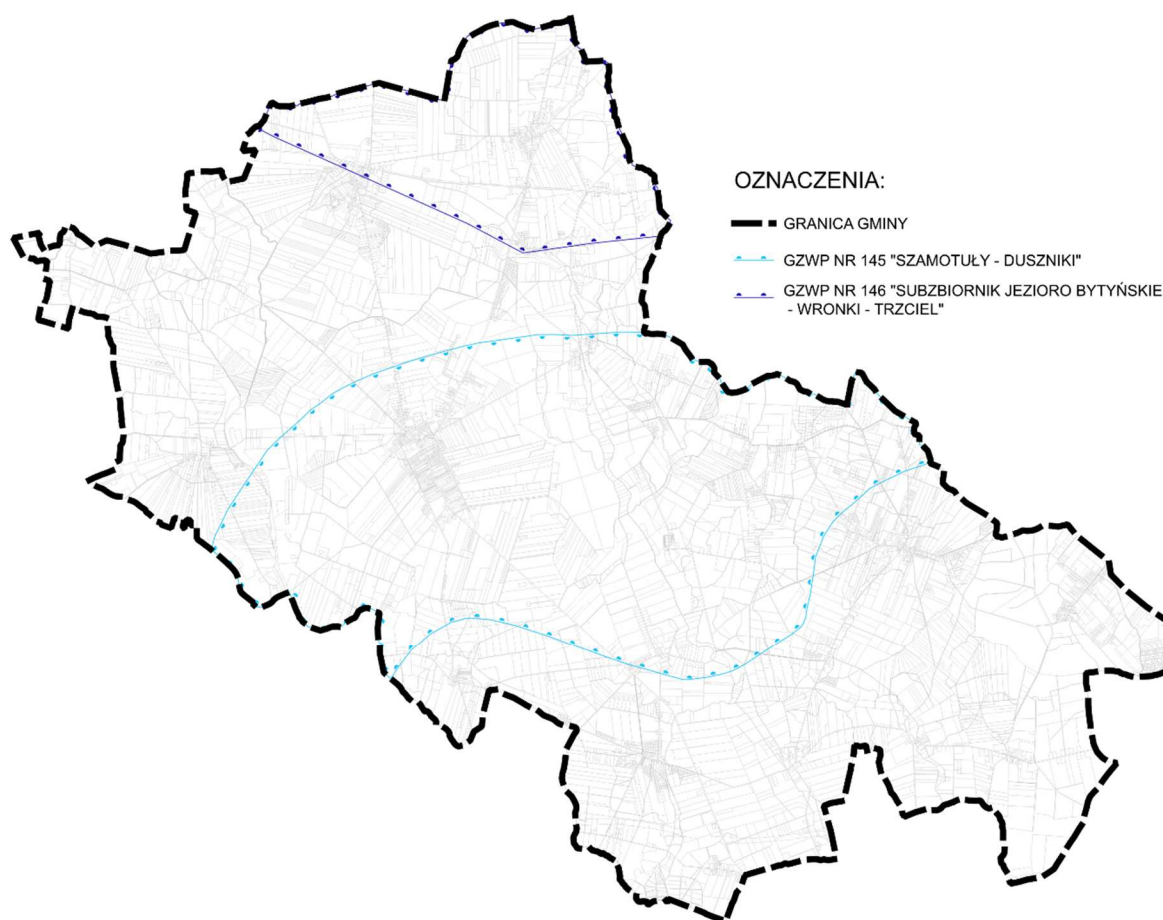 OZNACZENIA:
GRANICA GMINY
GZWP NR 145 "SZAMOTUŁY - DUSZNIKI"
GZWP NR 146 "SUBZBIORNIK JEZIORO BYTYŃSKIE
- WRONKI - TRZCIEL"